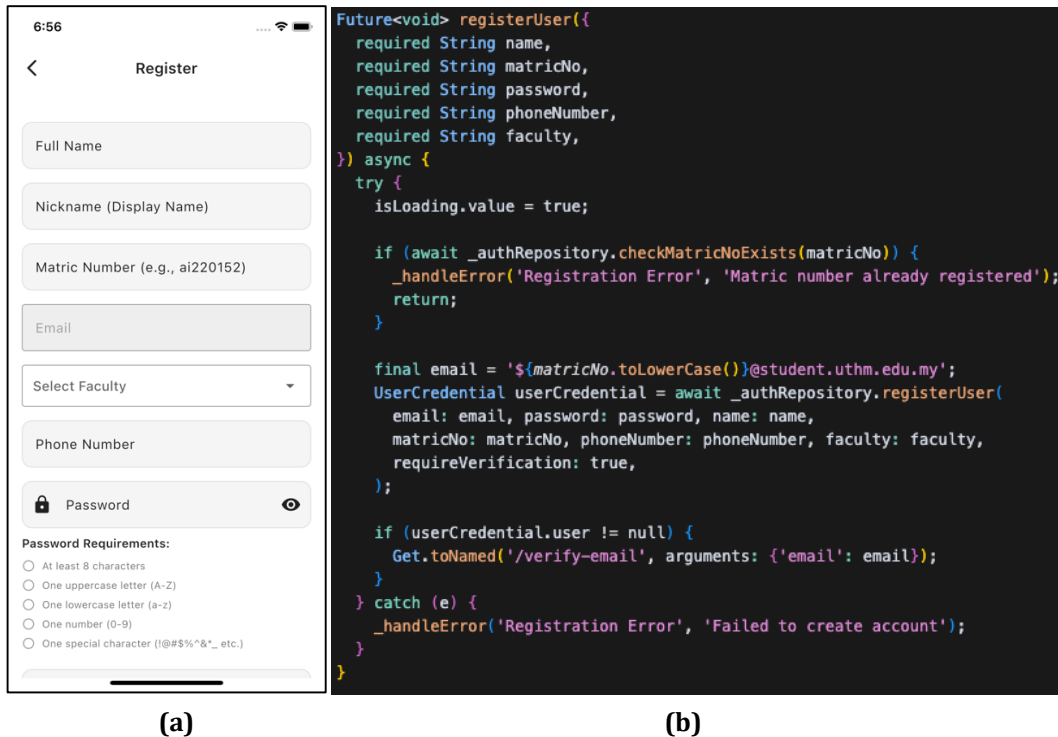 6:56
Register
Full Name
Nickname (Display Name)
Matric Number (e.g., ai220152)
Email
Select Faculty
Phone Number
Password
Password Requirements:
At least 8 characters
One uppercase letter (A-Z)
One lowercase letter (a-z)
One number (0-9)
One special character (!@#$%^&*_ etc.)
(a)
Future<void> registerUser({
  required String name,
  required String matricNo,
  required String password,
  required String phoneNumber,
  required String faculty,
}) async {
  try {
    isLoading.value = true;

    if (await _authRepository.checkMatricNoExists(matricNo)) {
      _handleError('Registration Error', 'Matric number already registered');
      return;
    }

    final email = '${matricNo.toLowerCase()}@student.uthm.edu.my';
    UserCredential userCredential = await _authRepository.registerUser(
      email: email, password: password, name: name,
      matricNo: matricNo, phoneNumber: phoneNumber, faculty: faculty,
      requireVerification: true,
    );

    if (userCredential.user != null) {
      Get.toNamed('/verify-email', arguments: {'email': email});
    }
  } catch (e) {
    _handleError('Registration Error', 'Failed to create account');
  }
}
(b)